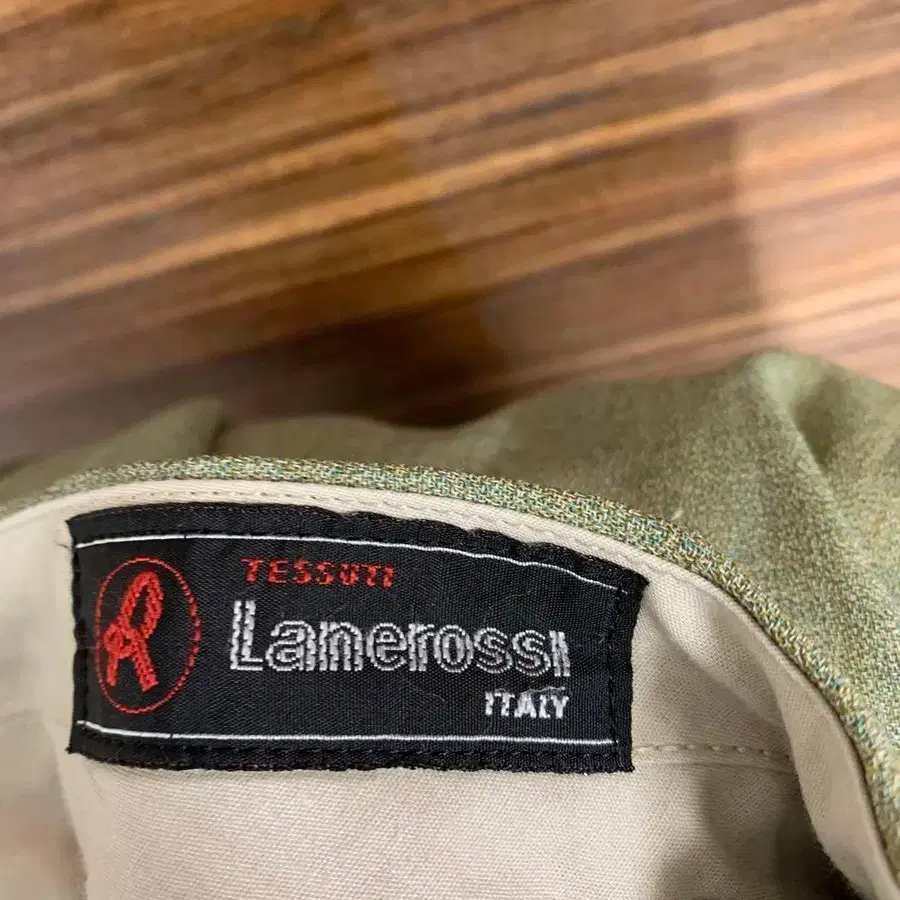 TESSUTI
R
Lanerossi
ITALY